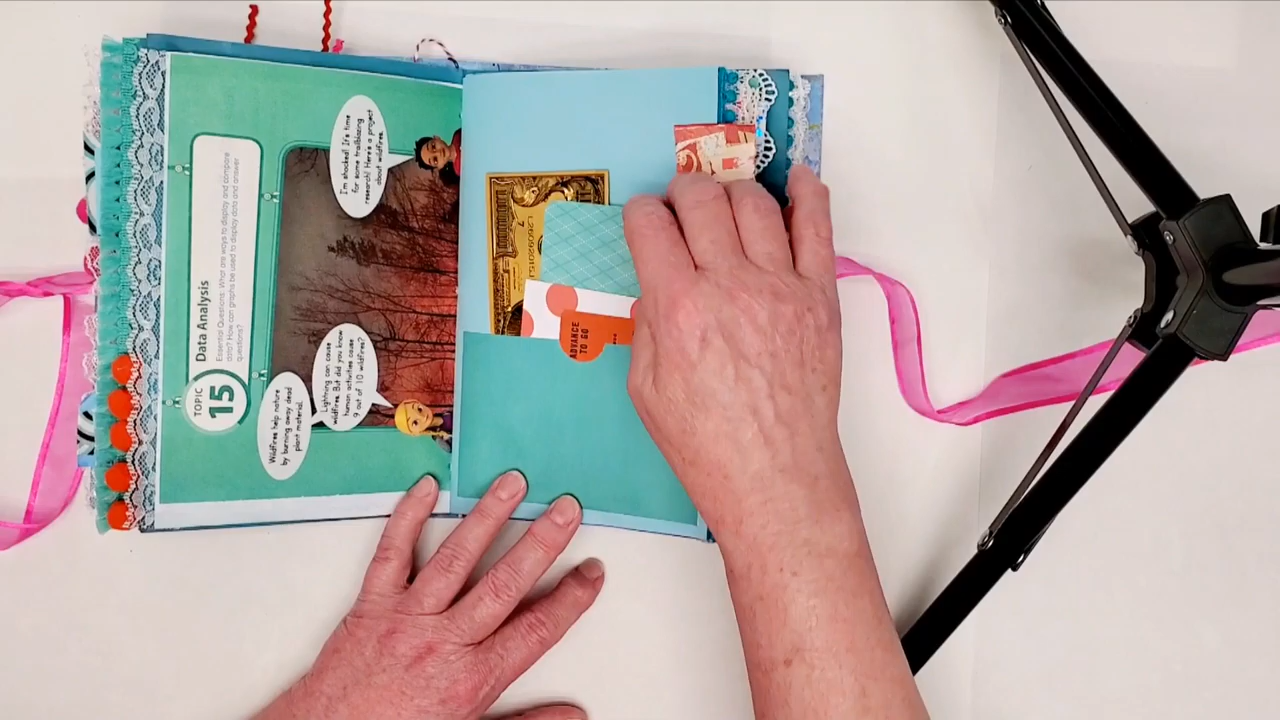 TOPIC
15
Data Analysis
Essential Questions: What are ways to display and compare
data? How can graphs be used to display data and answer
questions?
I'm shocked! It's time
for some trailblazing
research! Here's a project
about wildfires.
Lightning can cause
wildfires. But did you know
human activities cause
9 out of 10 wildfires?
Wildfires help nature
by burning away dead
plant material.
ADVANCE
TO GO